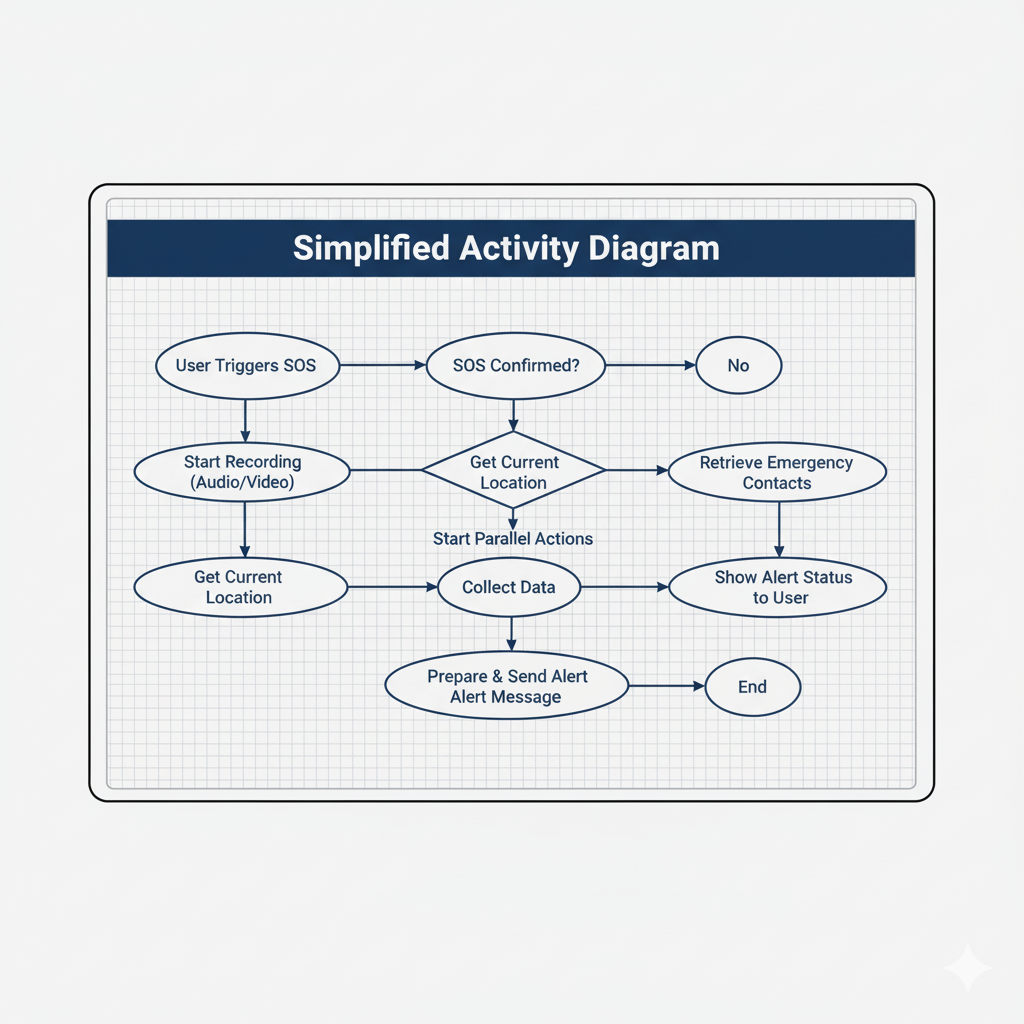 Simplified Activity Diagram
User Triggers SOS
SOS Confirmed?
No
Start Recording
(Audio/Video)
Get Current
Location
Retrieve Emergency
Contacts
Start Parallel Actions
Get Current
Location
Collect Data
Show Alert Status
to User
Prepare & Send Alert
Alert Message
End